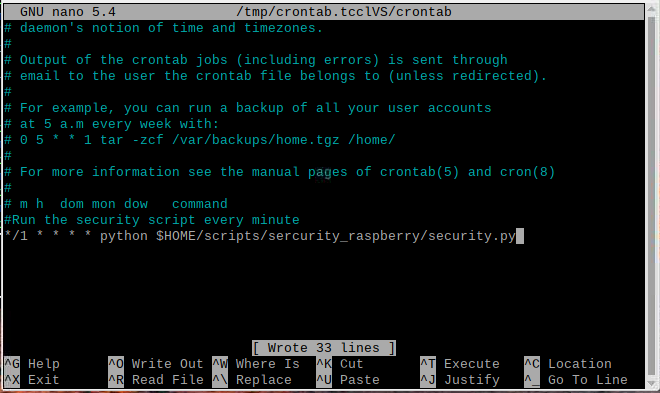 GNU nano 5.4 /tmp/crontab.tcclVS/crontab
# daemon's notion of time and timezones.
#
# Output of the crontab jobs (including errors) is sent through
# email to the user the crontab file belongs to (unless redirected).
#
# For example, you can run a backup of all your user accounts
# at 5 a.m every week with:
# 0 5 * * 1 tar -zcf /var/backups/home.tgz /home/
#
# For more information see the manual pages of crontab(5) and cron(8)
#
# m h  dom mon dow   command
#Run the security script every minute
*/1 * * * * python $HOME/scripts/sercurity_raspberry/security.py
[ Wrote 33 lines ]
^G Help ^O Write Out ^W Where Is ^K Cut ^T Execute ^C Location
^X Exit ^R Read File ^\ Replace ^U Paste ^J Justify ^_ Go To Line